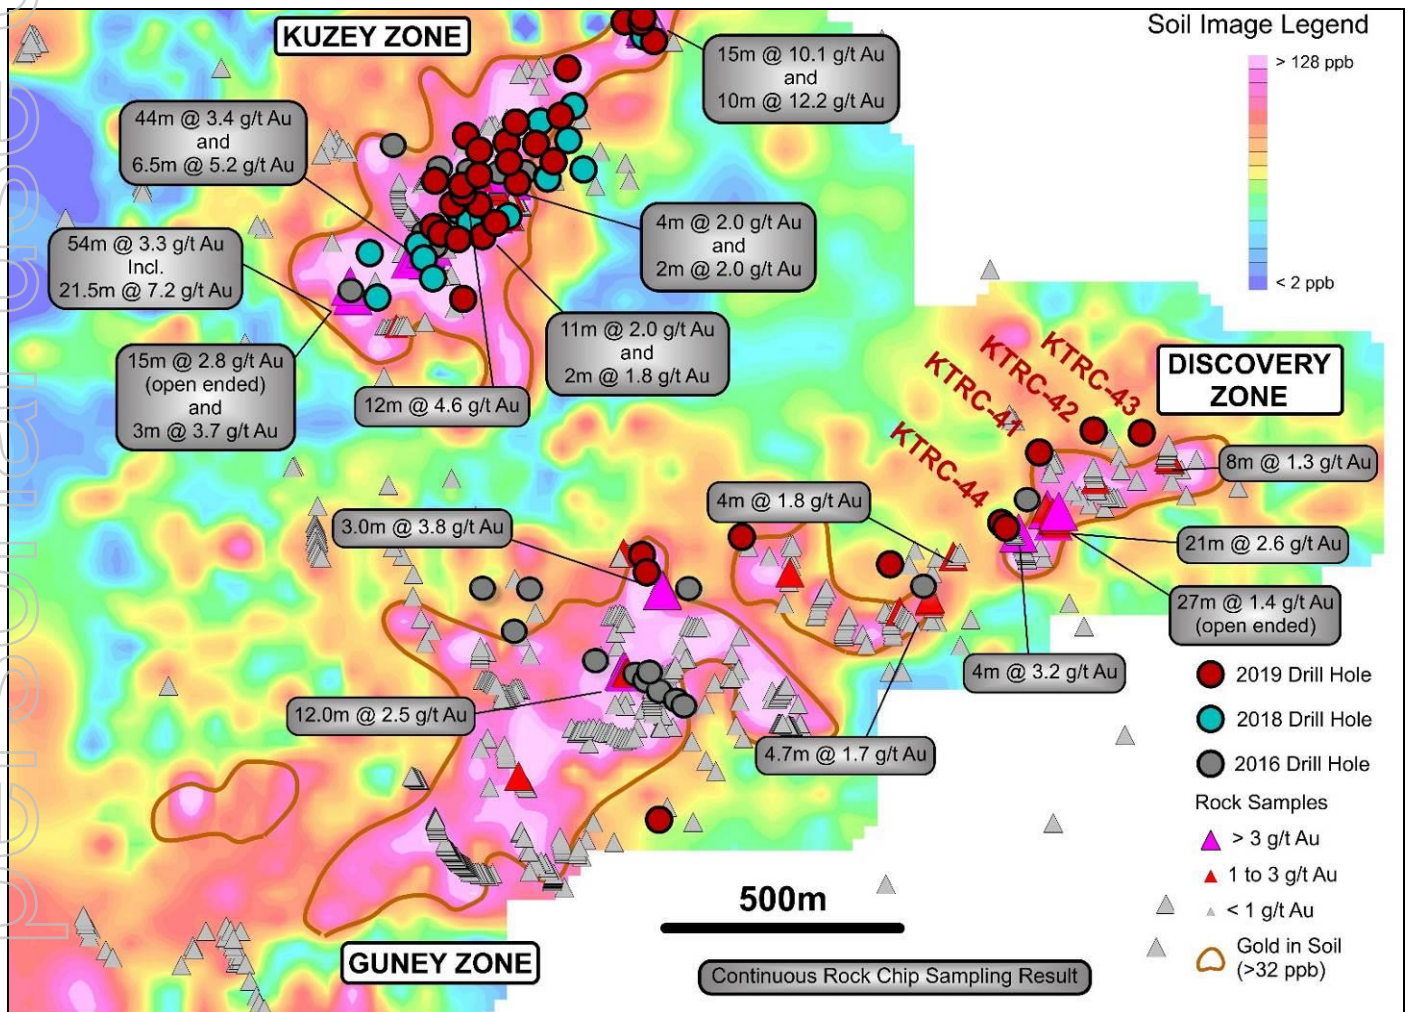 KUZEY ZONE
Soil Image Legend
> 128 ppb
< 2 ppb
15m @ 10.1 g/t Au
and
10m @ 12.2 g/t Au
44m @ 3.4 g/t Au
and
6.5m @ 5.2 g/t Au
4m @ 2.0 g/t Au
and
2m @ 2.0 g/t Au
54m @ 3.3 g/t Au
Incl.
21.5m @ 7.2 g/t Au
11m @ 2.0 g/t Au
and
2m @ 1.8 g/t Au
15m @ 2.8 g/t Au
(open ended)
and
3m @ 3.7 g/t Au
12m @ 4.6 g/t Au
DISCOVERY
ZONE
KTRC-43
KTRC-42
KTRC-41
KTRC-44
8m @ 1.3 g/t Au
4m @ 1.8 g/t Au
3.0m @ 3.8 g/t Au
21m @ 2.6 g/t Au
27m @ 1.4 g/t Au
(open ended)
4m @ 3.2 g/t Au
12.0m @ 2.5 g/t Au
4.7m @ 1.7 g/t Au
2019 Drill Hole
2018 Drill Hole
2016 Drill Hole
Rock Samples
> 3 g/t Au
1 to 3 g/t Au
< 1 g/t Au
Gold in Soil
(>32 ppb)
500m
GUNEY ZONE
Continuous Rock Chip Sampling Result